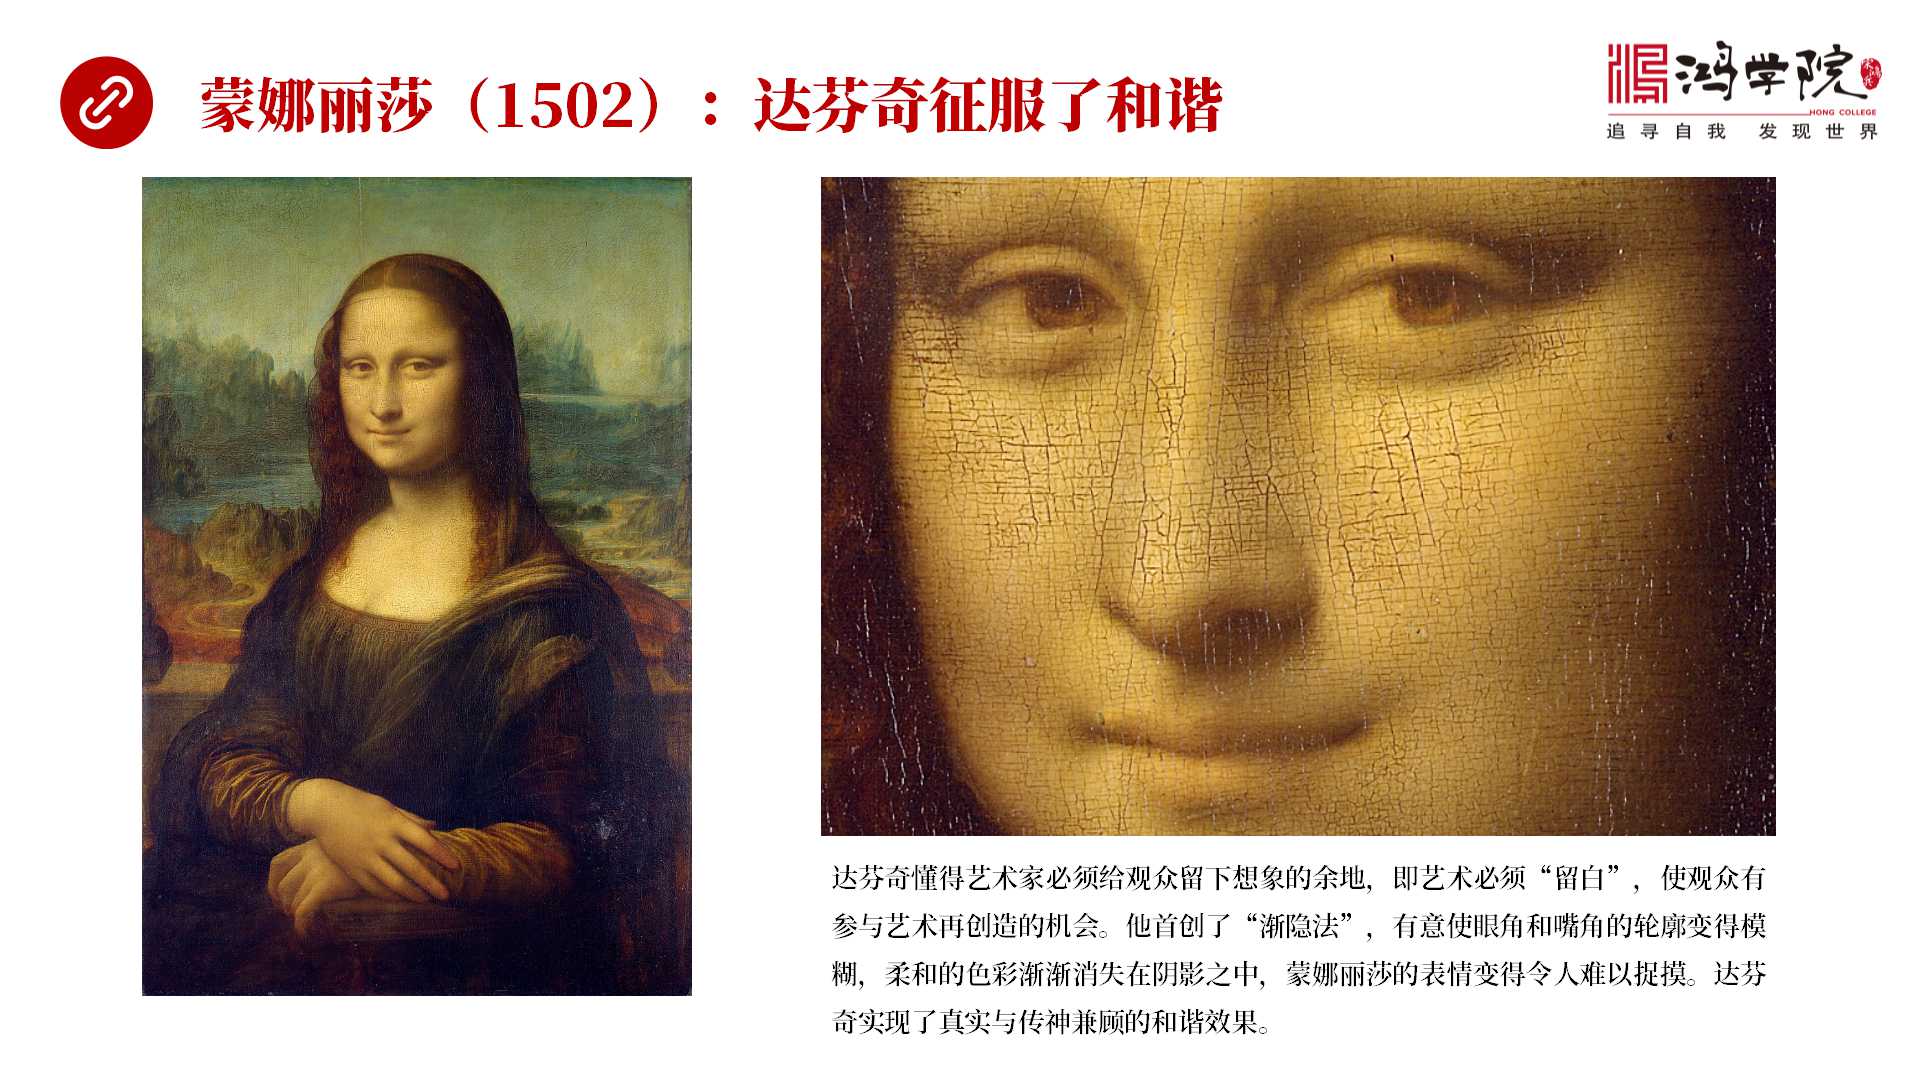 蒙娜丽莎（1502）：达芬奇征服了和谐
鸿学院
宋鸿兵
HONG COLLEGE
追寻自我 发现世界
达芬奇懂得艺术家必须给观众留下想象的余地，即艺术必须“留白”，使观众有
参与艺术再创造的机会。他首创了“渐隐法”，有意使眼角和嘴角的轮廓变得模
糊，柔和的色彩渐渐消失在阴影之中，蒙娜丽莎的表情变得令人难以捉摸。达芬
奇实现了真实与传神兼顾的和谐效果。